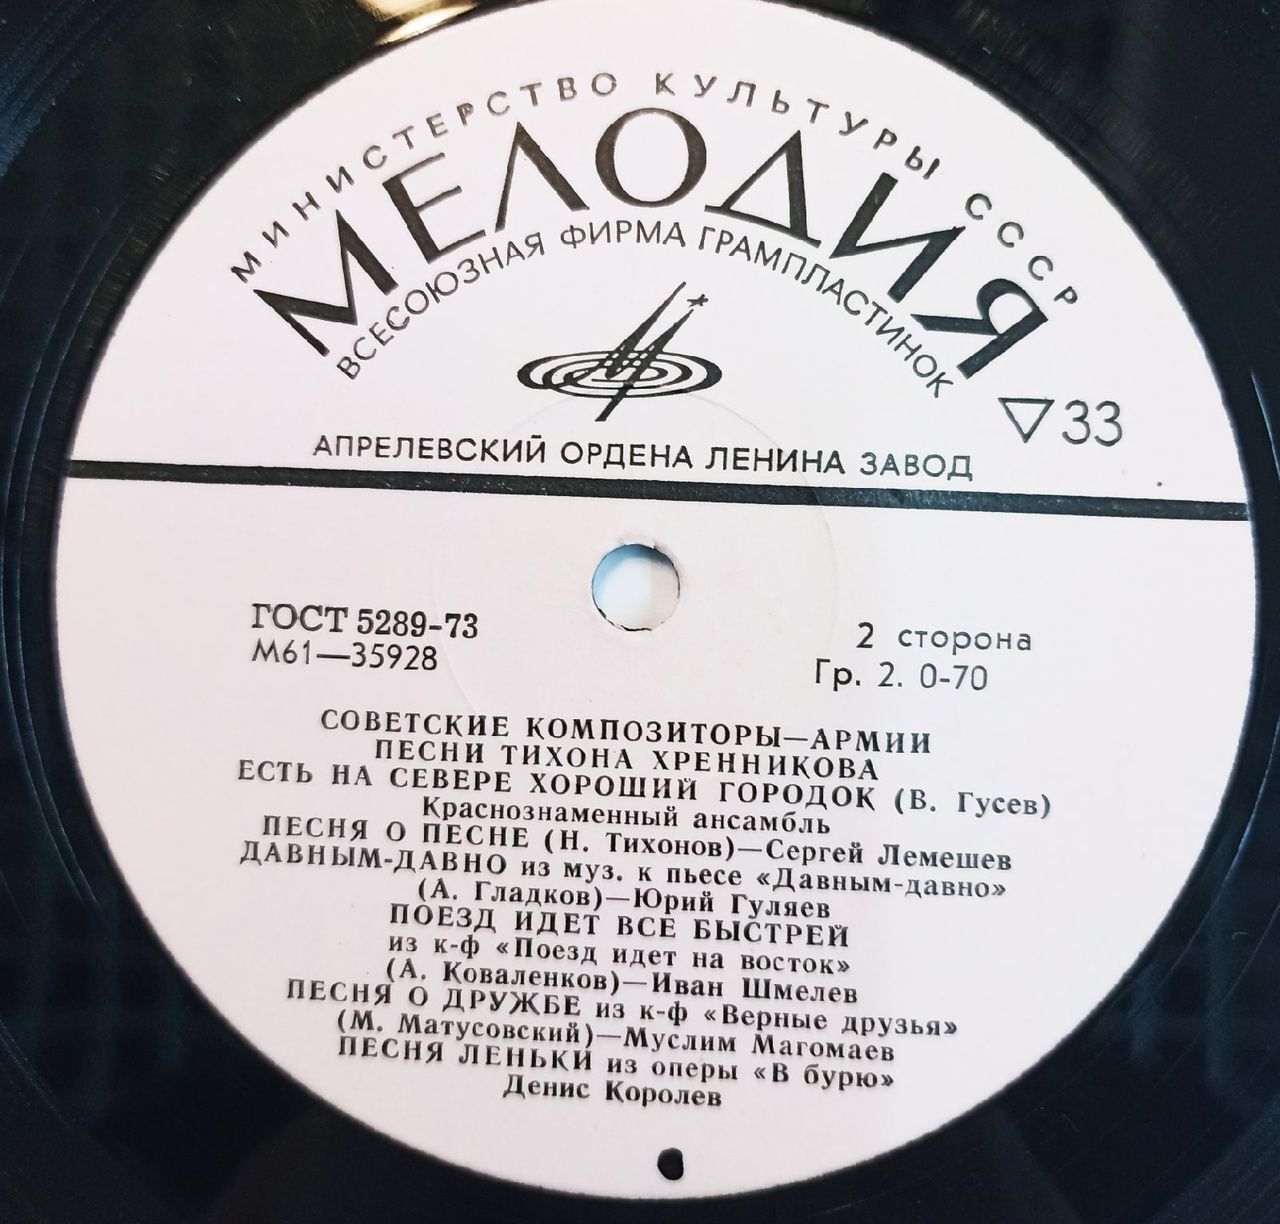 МИНИСТЕРСТВО КУЛЬТУРЫ СССР
МЕЛОДИЯ
ВСЕСОЮЗНАЯ ФИРМА ГРАМПЛАСТИНОК
▽33
АПРЕЛЕВСКИЙ ОРДЕНА ЛЕНИНА ЗАВОД
ГОСТ 5289-73
М61—35928
2 сторона
Гр. 2. 0-70
СОВЕТСКИЕ КОМПОЗИТОРЫ—АРМИИ
ПЕСНИ ТИХОНА ХРЕННИКОВА
ЕСТЬ НА СЕВЕРЕ ХОРОШИЙ ГОРОДОК (В. Гусев)
Краснознаменный ансамбль
ПЕСНЯ О ПЕСНЕ (Н. Тихонов)—Сергей Лемешев
ДАВНЫМ-ДАВНО из муз. к пьесе «Давным-давно»
(А. Гладков)—Юрий Гуляев
ПОЕЗД ИДЕТ ВСЕ БЫСТРЕЙ
из к-ф «Поезд идет на восток»
(А. Коваленков)—Иван Шмелев
ПЕСНЯ О ДРУЖБЕ из к-ф «Верные друзья»
(М. Матусовский)—Муслим Магомаев
ПЕСНЯ ЛЕНЬКИ из оперы «В бурю»
Денис Королев